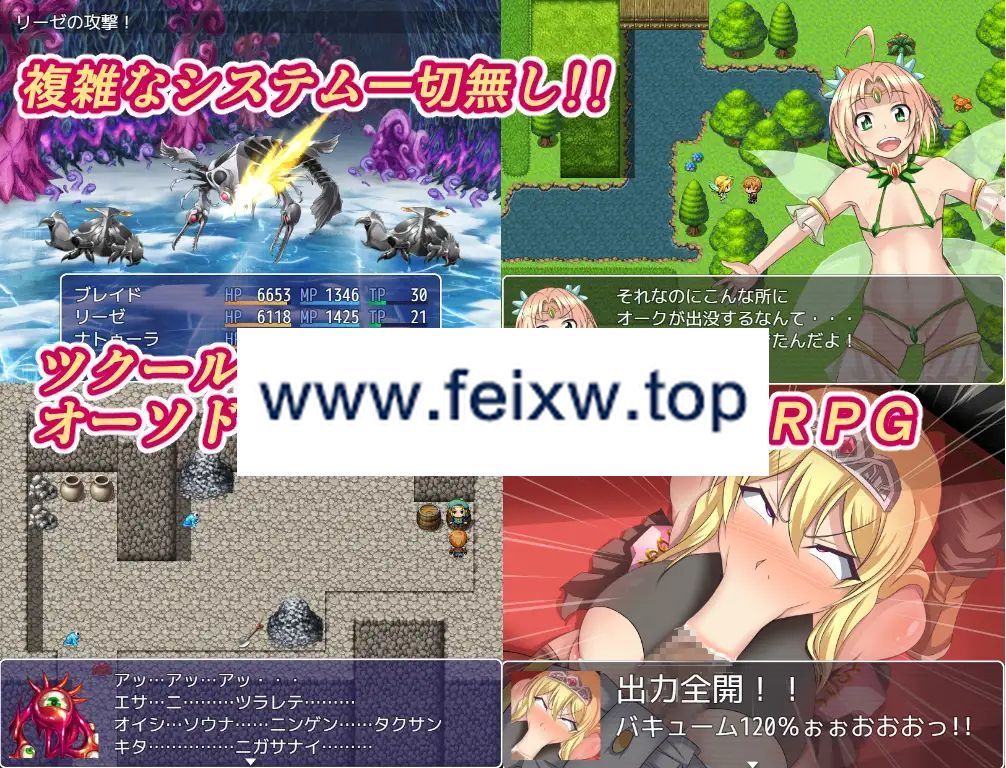 リーゼの攻撃！
複雑なシステム一切無し!!
ブレイド HP 6653 MP 1346 TP 30
リーゼ HP 6118 MP 1425 TP 21
ナトゥーラ
それなのにこんな所に
オークが出没するなんて・・・
きたんだよ！
ツクール
オーソド
RPG
www.feixw.top
アッ…アッ…アッ・・・
エサ…ニ………ツラレテ………
オイシ…ソウナ……ニンゲン……タクサン
キタ……………ニガサナイ………
出力全開！！
バキューム120%ぉぉおおおっ!!